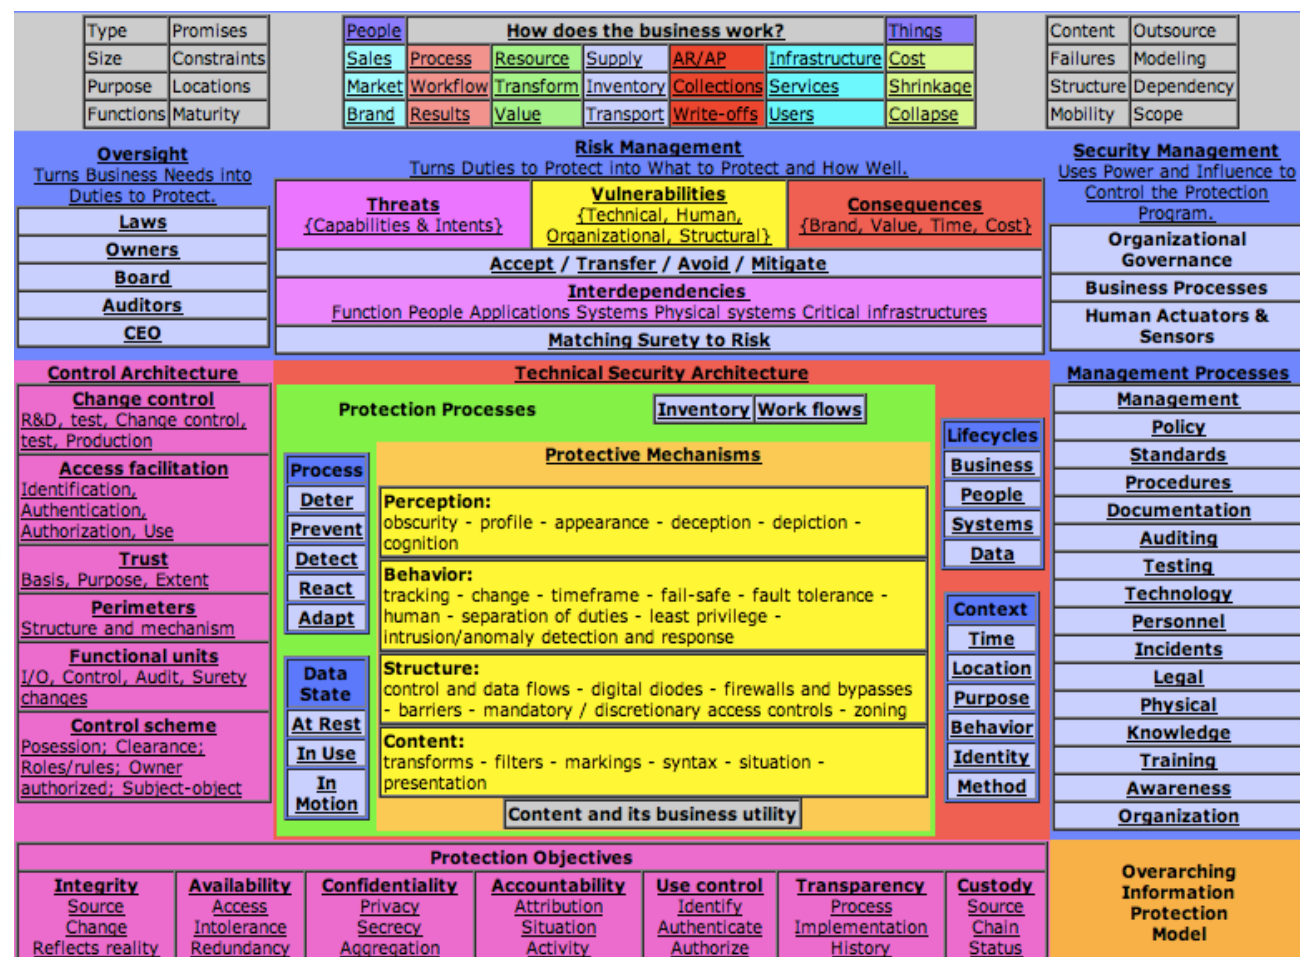 Type Promises
Size Constraints
Purpose Locations
Functions Maturity
People How does the business work? Things
Sales Process Resource Supply AR/AP Infrastructure Cost
Market Workflow Transform Inventory Collections Services Shrinkage
Brand Results Value Transport Write-offs Users Collapse
Content Outsource
Failures Modeling
Structure Dependency
Mobility Scope
Oversight
Turns Business Needs into
Duties to Protect.
Laws
Owners
Board
Auditors
CEO
Risk Management
Turns Duties to Protect into What to Protect and How Well.
Threats
{Capabilities & Intents}
Vulnerabilities
{Technical, Human,
Organizational, Structural}
Consequences
{Brand, Value, Time, Cost}
Accept / Transfer / Avoid / Mitigate
Interdependencies
Function People Applications Systems Physical systems Critical infrastructures
Matching Surety to Risk
Security Management
Uses Power and Influence to
Control the Protection
Program.
Organizational
Governance
Business Processes
Human Actuators &
Sensors
Control Architecture
Change control
R&D, test, Change control,
test, Production
Access facilitation
Identification,
Authentication,
Authorization, Use
Trust
Basis, Purpose, Extent
Perimeters
Structure and mechanism
Functional units
I/O, Control, Audit, Surety
changes
Control scheme
Posession; Clearance;
Roles/rules; Owner
authorized; Subject-object
Technical Security Architecture
Protection Processes
Inventory Work flows
Process
Deter
Prevent
Detect
React
Adapt
Data
State
At Rest
In Use
In
Motion
Protective Mechanisms
Perception:
obscurity - profile - appearance - deception - depiction -
cognition
Behavior:
tracking - change - timeframe - fail-safe - fault tolerance -
human - separation of duties - least privilege -
intrusion/anomaly detection and response
Structure:
control and data flows - digital diodes - firewalls and bypasses
- barriers - mandatory / discretionary access controls - zoning
Content:
transforms - filters - markings - syntax - situation -
presentation
Content and its business utility
Lifecycles
Business
People
Systems
Data
Context
Time
Location
Purpose
Behavior
Identity
Method
Management Processes
Management
Policy
Standards
Procedures
Documentation
Auditing
Testing
Technology
Personnel
Incidents
Legal
Physical
Knowledge
Training
Awareness
Organization
Protection Objectives
Integrity Availability Confidentiality Accountability Use control Transparency Custody
Source Access Privacy Attribution Identify Process Source
Change Intolerance Secrecy Situation Authenticate Implementation Chain
Reflects reality Redundancy Aggregation Activity Authorize History Status
Overarching
Information
Protection
Model